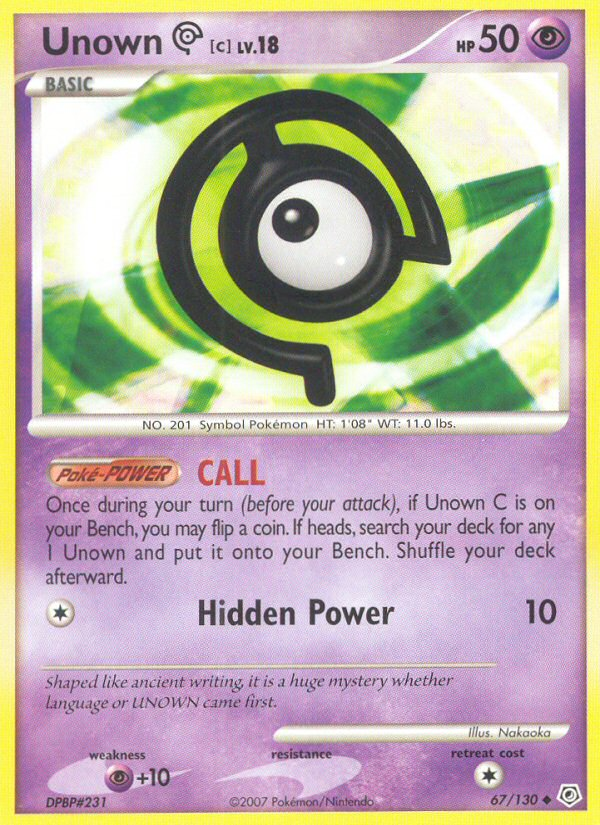 Unown [C] LV.18 HP 50
BASIC
NO. 201 Symbol Pokémon HT: 1'08" WT: 11.0 lbs.
Poké-POWER CALL
Once during your turn (before your attack), if Unown C is on
your Bench, you may flip a coin. If heads, search your deck for any
1 Unown and put it onto your Bench. Shuffle your deck
afterward.
Hidden Power 10
Shaped like ancient writing, it is a huge mystery whether
language or UNOWN came first.
Illus. Nakaoka
weakness resistance retreat cost
+10
DPBP#231 ©2007 Pokémon/Nintendo 67/130